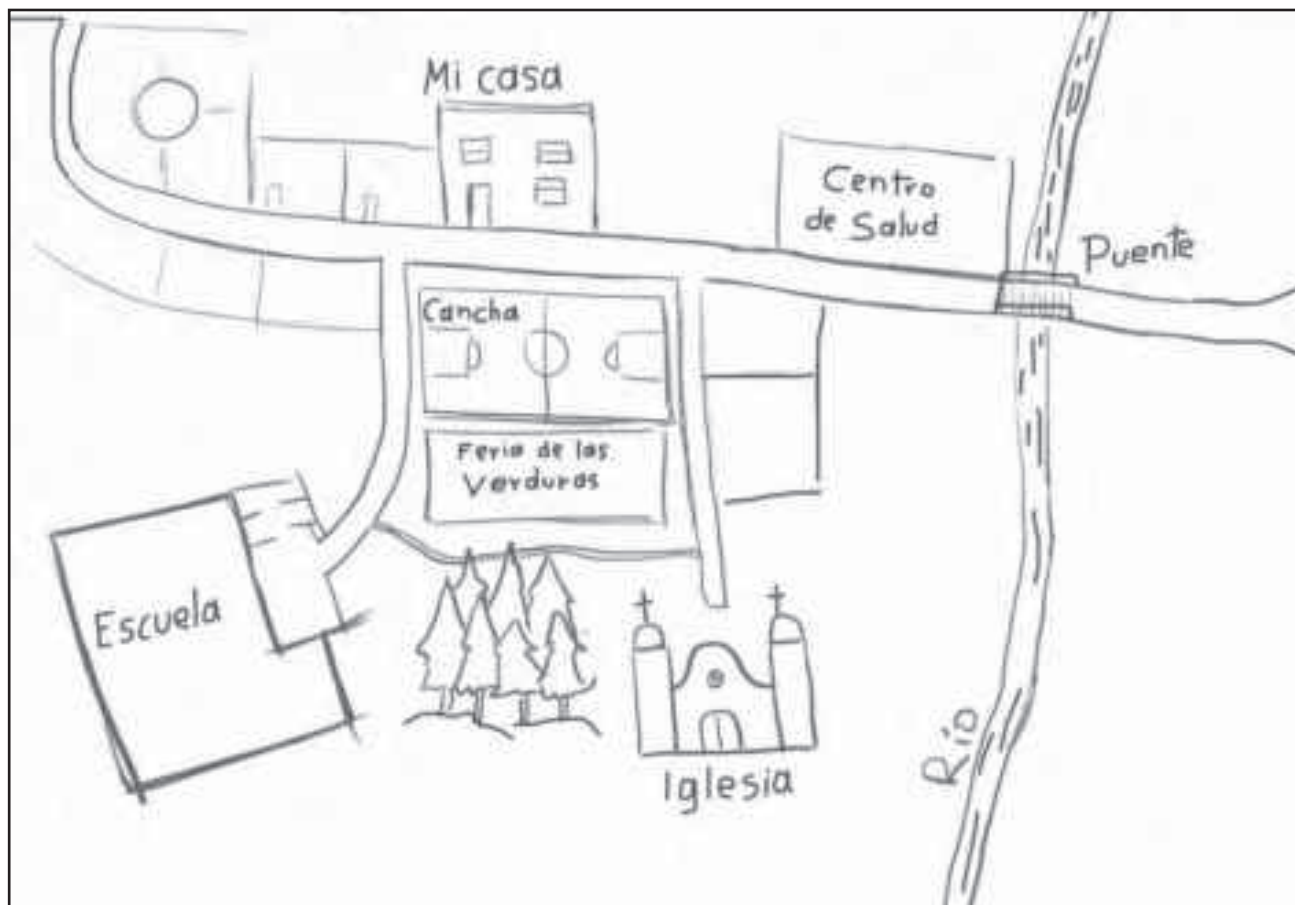 Mi casa
Centro
de Salud
Puente
Cancha
Feria de las
Verduras
Escuela
Iglesia
Río